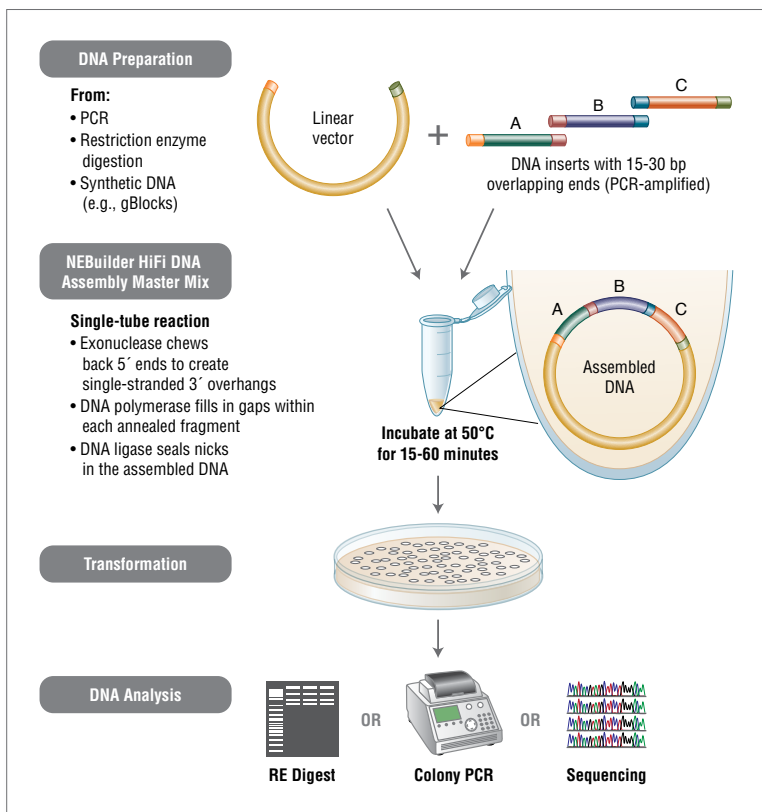 DNA Preparation
From:
• PCR
• Restriction enzyme
digestion
• Synthetic DNA
(e.g., gBlocks)
Linear
vector
+
A
B
C
DNA inserts with 15-30 bp
overlapping ends (PCR-amplified)
NEBuilder HiFi DNA
Assembly Master Mix
Single-tube reaction
• Exonuclease chews
back 5´ ends to create
single-stranded 3´ overhangs
• DNA polymerase fills in gaps within
each annealed fragment
• DNA ligase seals nicks
in the assembled DNA
Incubate at 50°C
for 15-60 minutes
A
B
C
Assembled
DNA
Transformation
DNA Analysis
RE Digest
OR
Colony PCR
OR
Sequencing